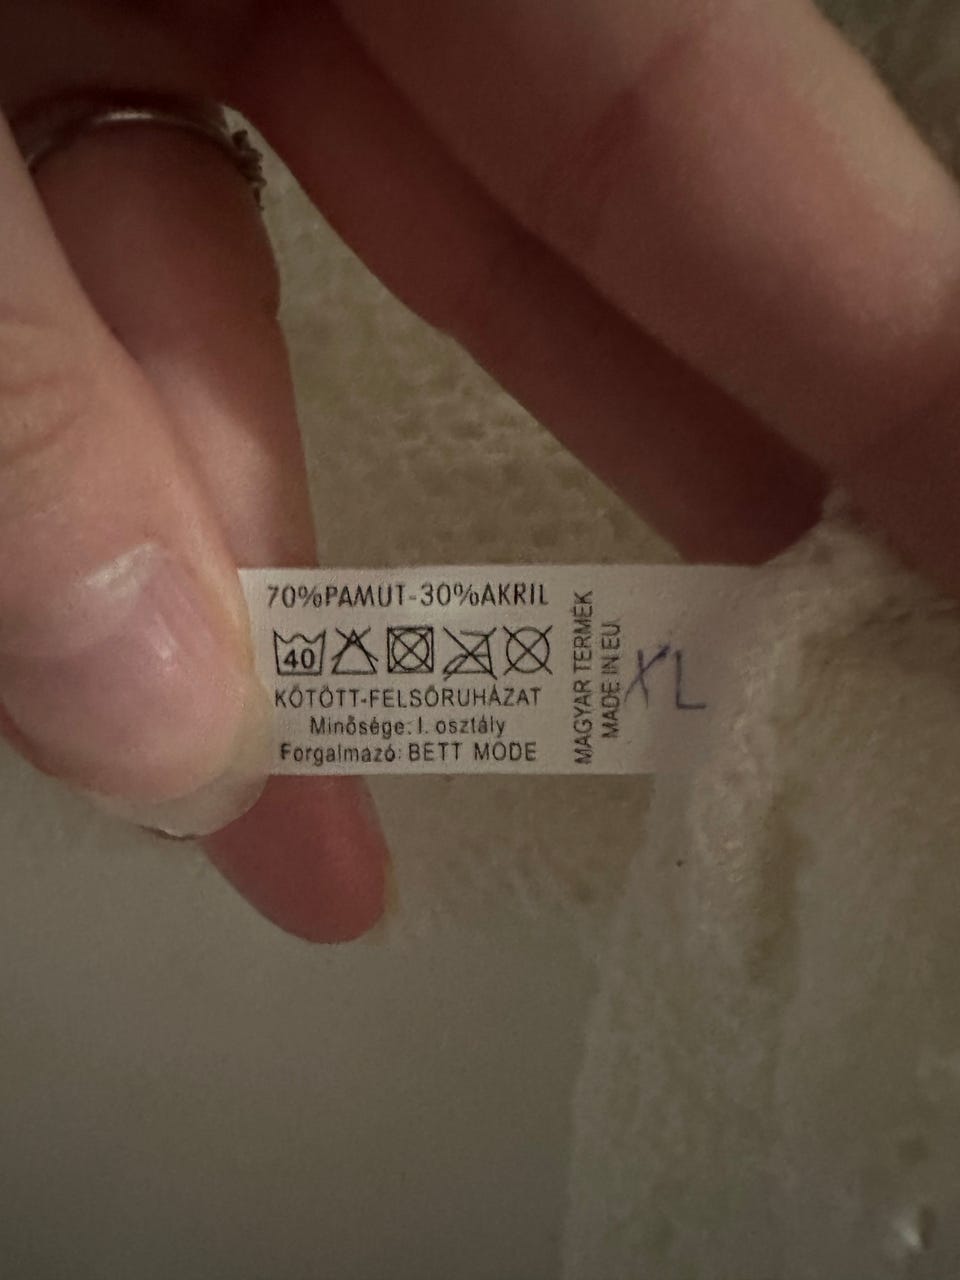 70%PAMUT-30%AKRIL
40
KÖTÖTT-FELSŐRUHÁZAT
Minősége: I. osztály
Forgalmazó: BETT MODE
MAGYAR TERMÉK
MADE IN EU.
XL